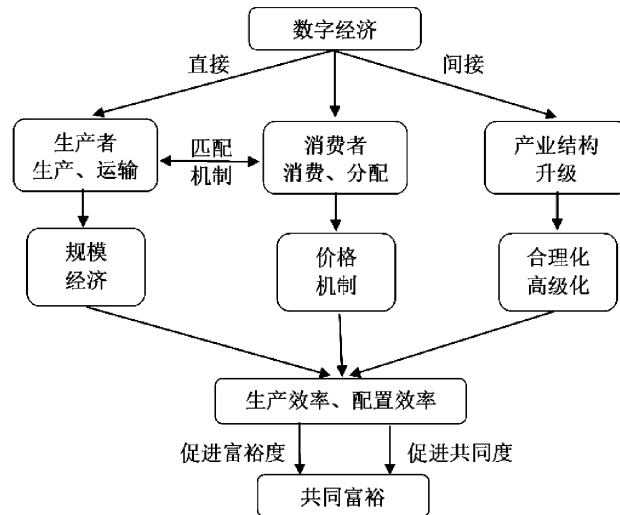 数字经济
直接
间接
生产者
生产、运输
匹配
机制
消费者
消费、分配
产业结构
升级
规模
经济
价格
机制
合理化
高级化
生产效率、配置效率
促进富裕度
促进共同度
共同富裕